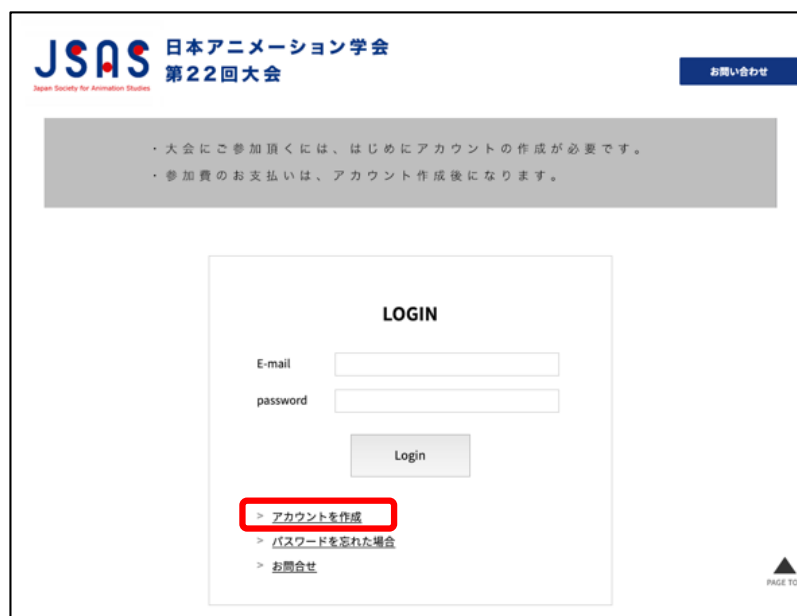 JSAS
Japan Society for Animation Studies
日本アニメーション学会
第22回大会
お問い合わせ
・大会にご参加頂くには、はじめにアカウントの作成が必要です。
・参加費のお支払いは、アカウント作成後になります。
LOGIN
E-mail
password
Login
> アカウントを作成
> パスワードを忘れた場合
> お問合せ
PAGE TO